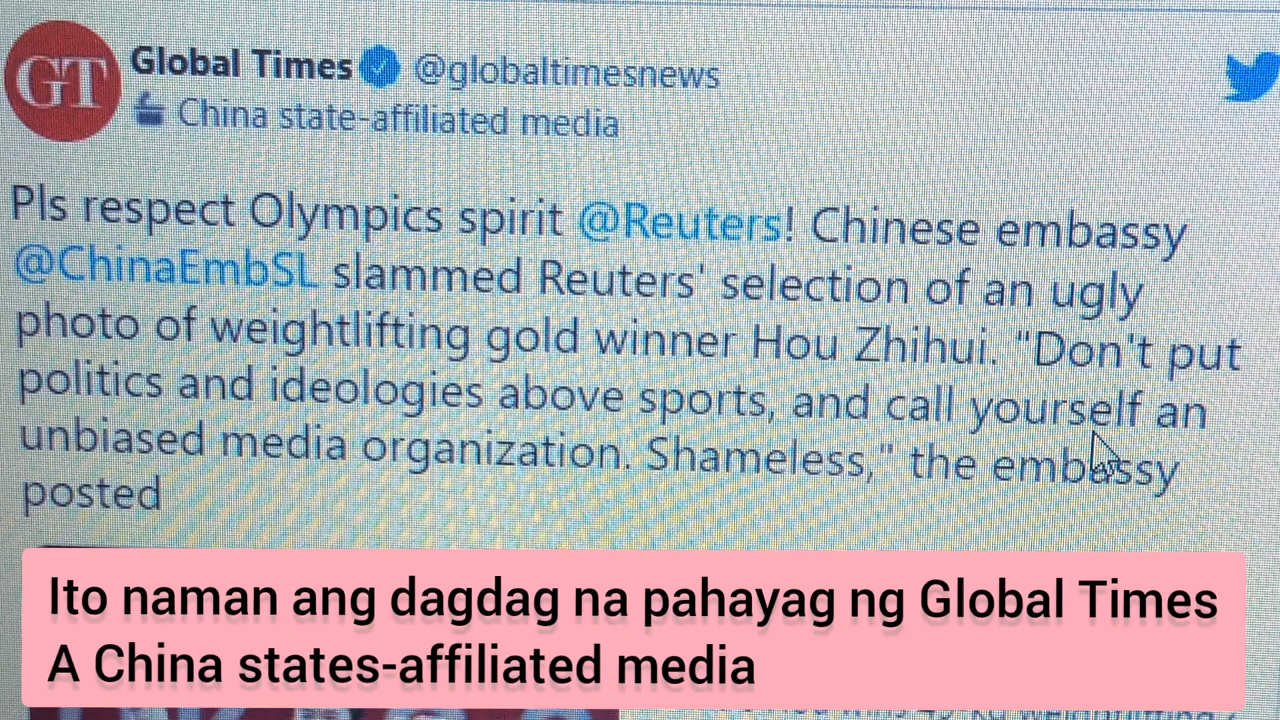 GT
Global Times @globaltimesnews
China state-affiliated media
Pls respect Olympics spirit @Reuters! Chinese embassy
@ChinaEmbSL slammed Reuters' selection of an ugly
photo of weightlifting gold winner Hou Zhihui. "Don't put
politics and ideologies above sports, and call yourself an
unbiased media organization. Shameless," the embassy
posted
Ito naman ang dagdag na pahayag ng Global Times
A China states-affiliated media